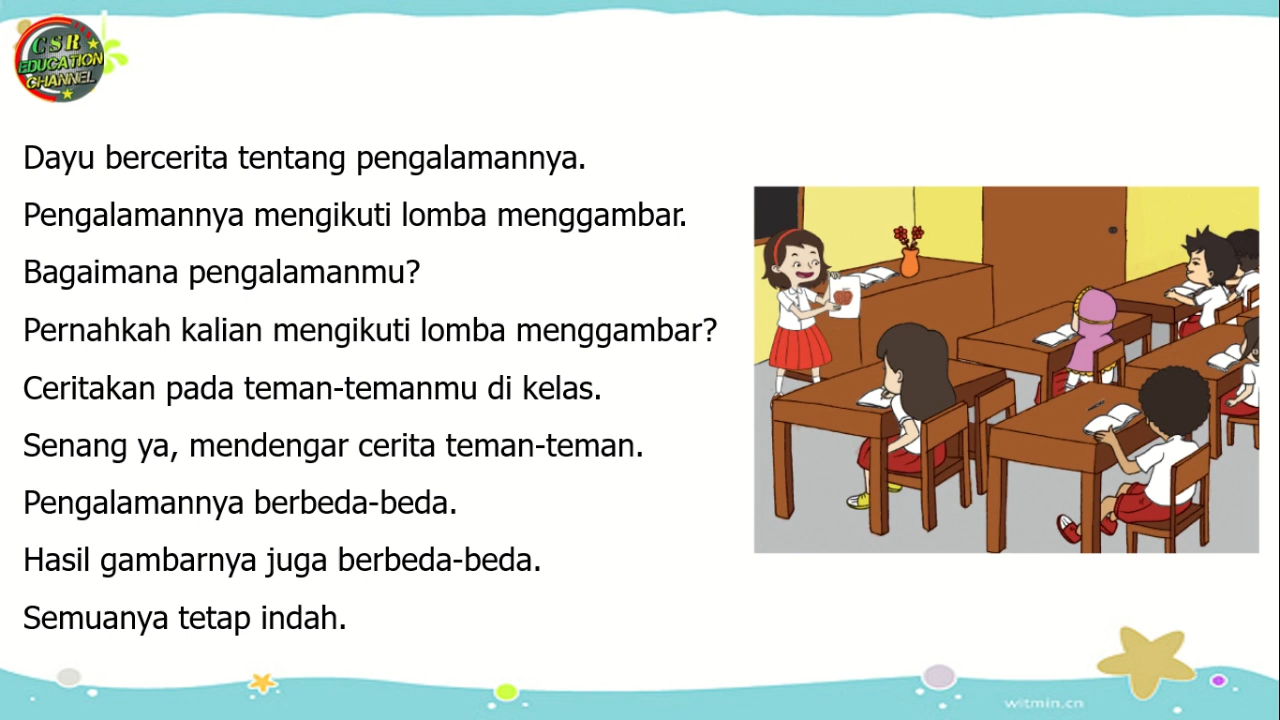 CSR
EDUCATION
CHANNEL
Dayu bercerita tentang pengalamannya.
Pengalamannya mengikuti lomba menggambar.
Bagaimana pengalamanmu?
Pernahkah kalian mengikuti lomba menggambar?
Ceritakan pada teman-temanmu di kelas.
Senang ya, mendengar cerita teman-teman.
Pengalamannya berbeda-beda.
Hasil gambarnya juga berbeda-beda.
Semuanya tetap indah.
witmin.cn